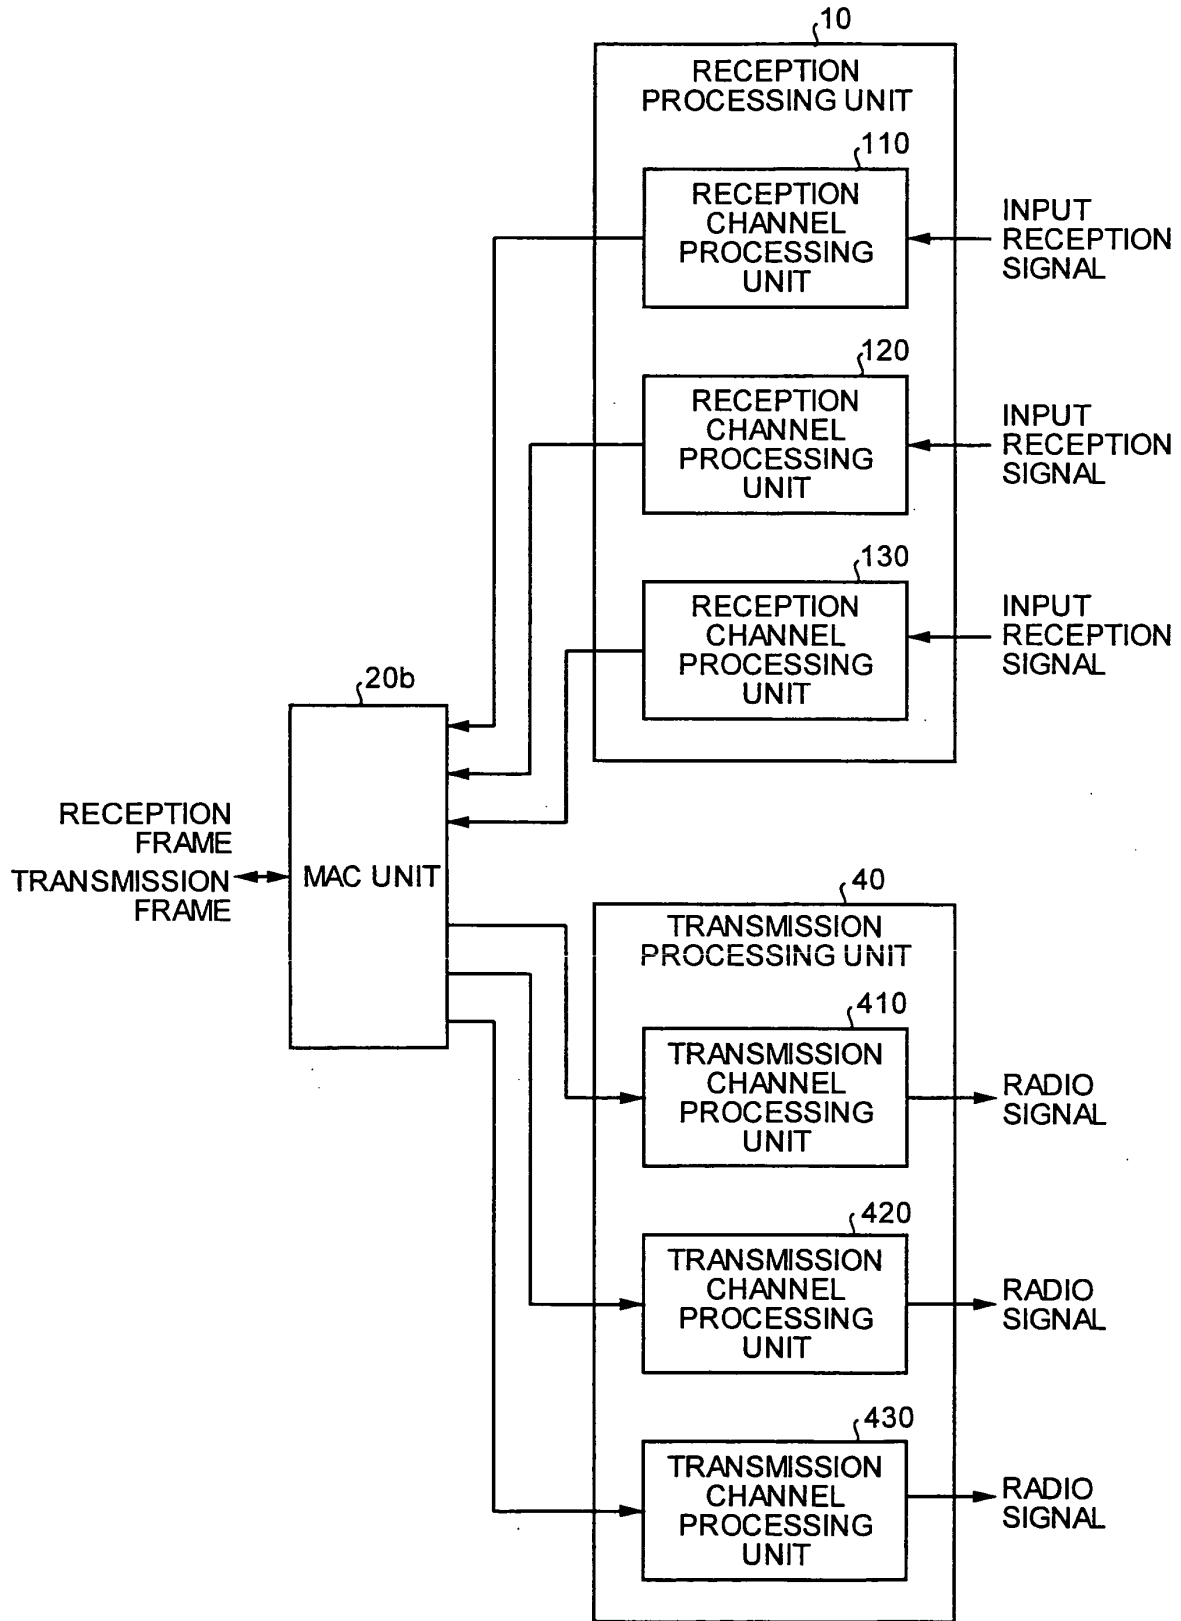 10
RECEPTION
PROCESSING UNIT
110
RECEPTION
CHANNEL
PROCESSING
UNIT
INPUT
RECEPTION
SIGNAL
120
RECEPTION
CHANNEL
PROCESSING
UNIT
INPUT
RECEPTION
SIGNAL
130
RECEPTION
CHANNEL
PROCESSING
UNIT
INPUT
RECEPTION
SIGNAL
20b
MAC UNIT
RECEPTION
FRAME
TRANSMISSION
FRAME
40
TRANSMISSION
PROCESSING UNIT
410
TRANSMISSION
CHANNEL
PROCESSING
UNIT
RADIO
SIGNAL
420
TRANSMISSION
CHANNEL
PROCESSING
UNIT
RADIO
SIGNAL
430
TRANSMISSION
CHANNEL
PROCESSING
UNIT
RADIO
SIGNAL